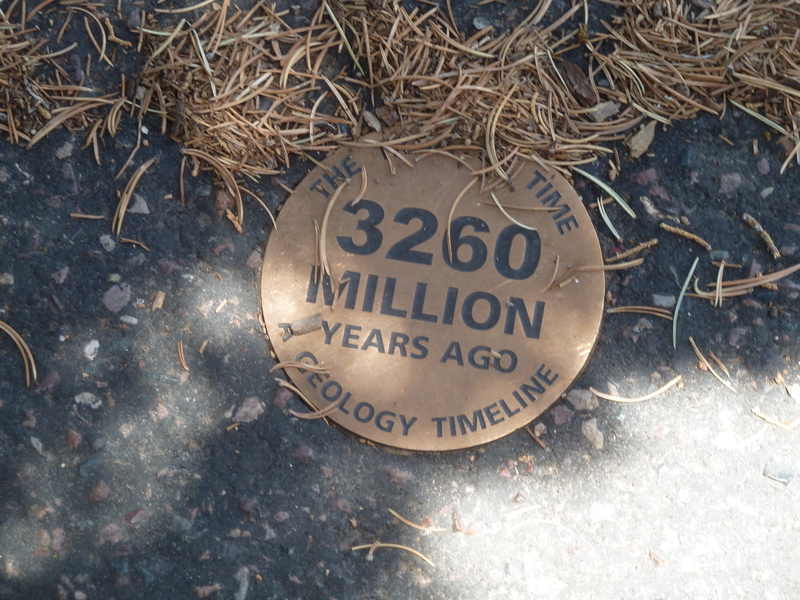 THE TIME
3260
MILLION
YEARS AGO
A GEOLOGY TIMELINE